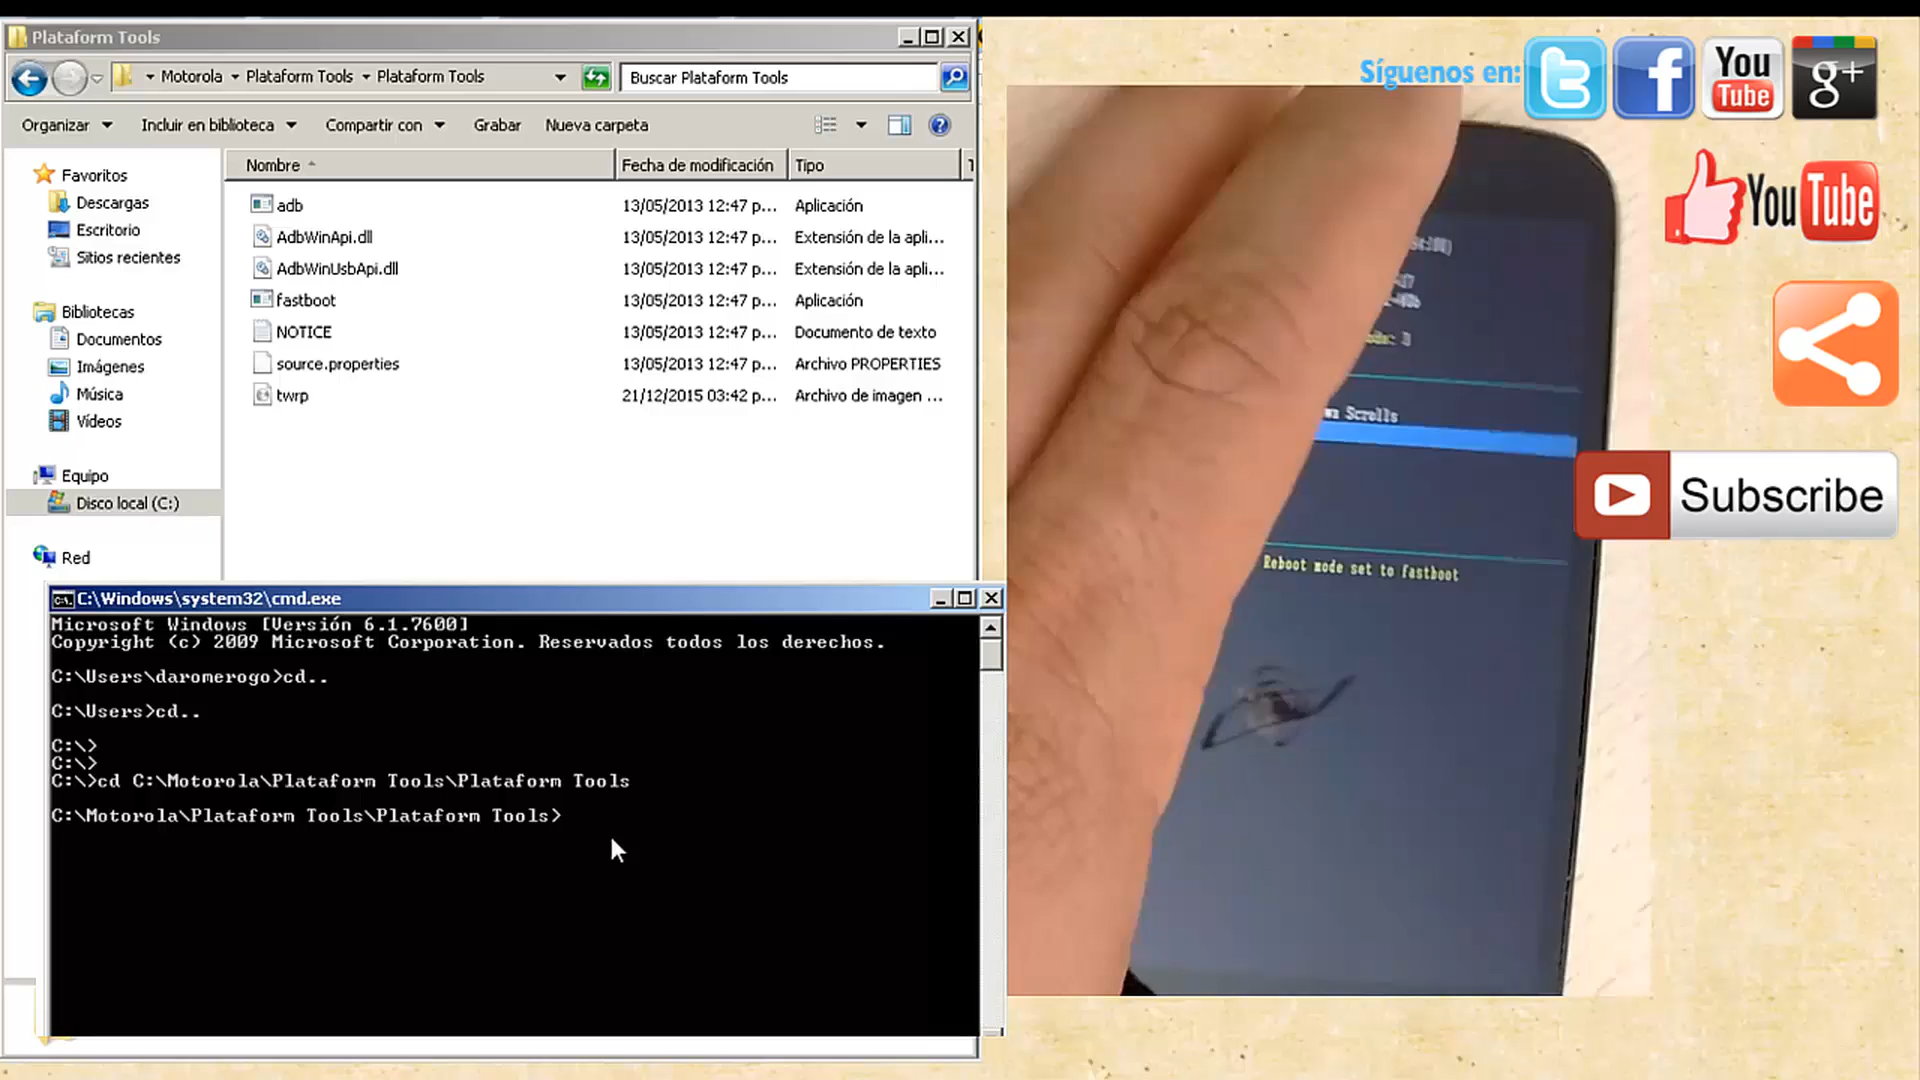 Plataform Tools
Motorola Plataform Tools Plataform Tools
Buscar Plataform Tools
Organizar Incluir en biblioteca Compartir con Grabar Nueva carpeta
Nombre Fecha de modificación Tipo T
Favoritos
Descargas
Escritorio
Sitios recientes
Bibliotecas
Documentos
Imágenes
Música
Vídeos
Equipo
Disco local (C:)
Red
adb 13/05/2013 12:47 p... Aplicación
AdbWinApi.dll 13/05/2013 12:47 p... Extensión de la apli...
AdbWinUsbApi.dll 13/05/2013 12:47 p... Extensión de la apli...
fastboot 13/05/2013 12:47 p... Aplicación
NOTICE 13/05/2013 12:47 p... Documento de texto
source.properties 13/05/2013 12:47 p... Archivo PROPERTIES
twrp 21/12/2015 03:42 p... Archivo de imagen ...
C:\Windows\system32\cmd.exe
Microsoft Windows [Versión 6.1.7600]
Copyright (c) 2009 Microsoft Corporation. Reservados todos los derechos.
C:\Users\daromerogo>cd..
C:\Users>cd..
C:\>
C:\>
C:\>cd C:\Motorola\Plataform Tools\Plataform Tools
C:\Motorola\Plataform Tools\Plataform Tools>
Síguenos en:
t
f
You
Tube
g+
You Tube
Subscribe
Scrolls
Reboot mode set to fastboot